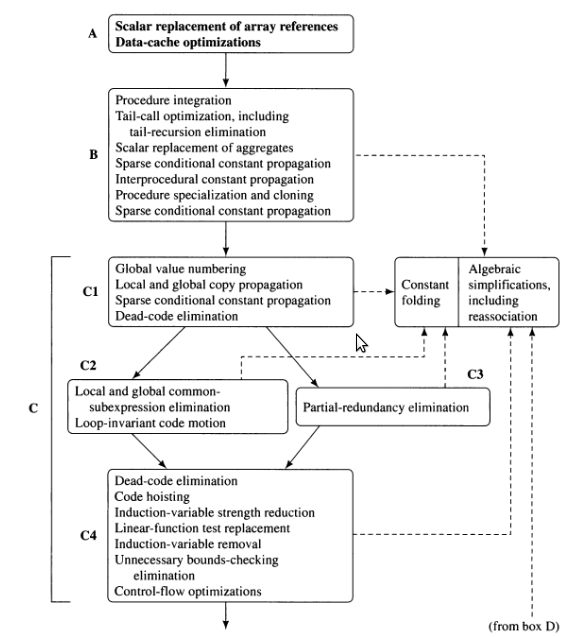 A
Scalar replacement of array references
Data-cache optimizations
B
Procedure integration
Tail-call optimization, including
tail-recursion elimination
Scalar replacement of aggregates
Sparse conditional constant propagation
Interprocedural constant propagation
Procedure specialization and cloning
Sparse conditional constant propagation
C
C1
Global value numbering
Local and global copy propagation
Sparse conditional constant propagation
Dead-code elimination
Constant
folding
Algebraic
simplifications,
including
reassociation
C2
Local and global common-
subexpression elimination
Loop-invariant code motion
C3
Partial-redundancy elimination
C4
Dead-code elimination
Code hoisting
Induction-variable strength reduction
Linear-function test replacement
Induction-variable removal
Unnecessary bounds-checking
elimination
Control-flow optimizations
(from box D)